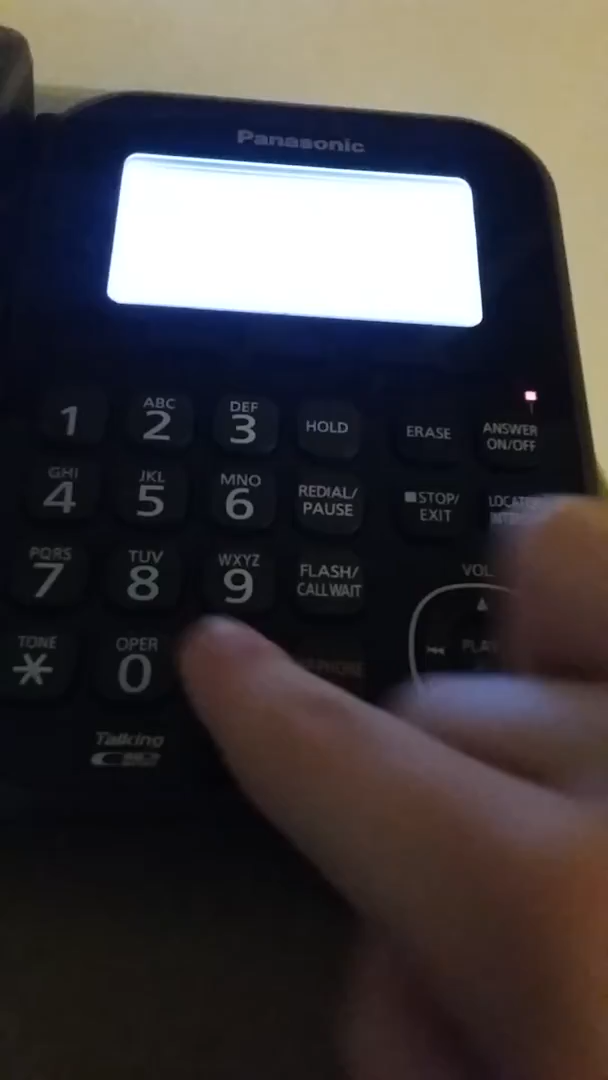 Panasonic
1
ABC
2
DEF
3
HOLD
ERASE
ANSWER
ON/OFF
GHI
4
JKL
5
MNO
6
REDIAL/
PAUSE
STOP/
EXIT
PQRS
7
TUV
8
WXYZ
9
FLASH/
CALL WAIT
VOL
TONE
*
OPER
0
Talking